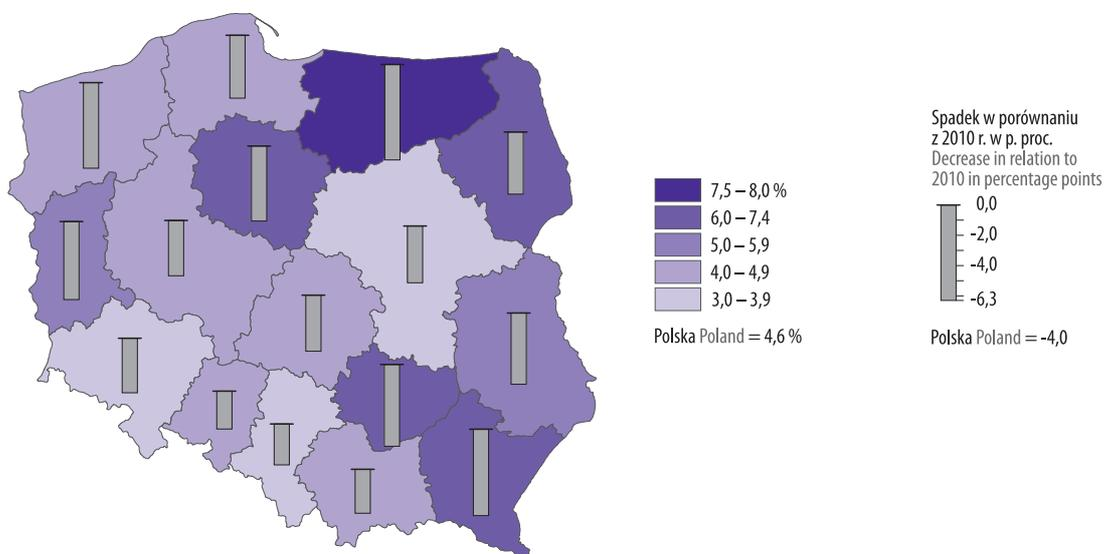 7,5 – 8,0 %
6,0 – 7,4
5,0 – 5,9
4,0 – 4,9
3,0 – 3,9
Polska Poland = 4,6 %
Spadek w porównaniu
z 2010 r. w p. proc.
Decrease in relation to
2010 in percentage points
0,0
-2,0
-4,0
-6,3
Polska Poland = -4,0